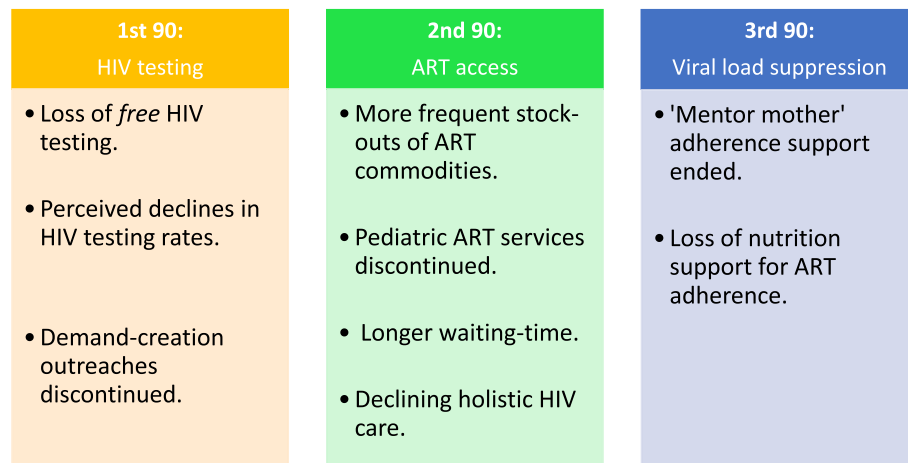 1st 90:
HIV testing
• Loss of free HIV
testing.
• Perceived declines in
HIV testing rates.
• Demand-creation
outreaches
discontinued.
2nd 90:
ART access
• More frequent stock-
outs of ART
commodities.
• Pediatric ART services
discontinued.
• Longer waiting-time.
• Declining holistic HIV
care.
3rd 90:
Viral load suppression
• 'Mentor mother'
adherence support
ended.
• Loss of nutrition
support for ART
adherence.